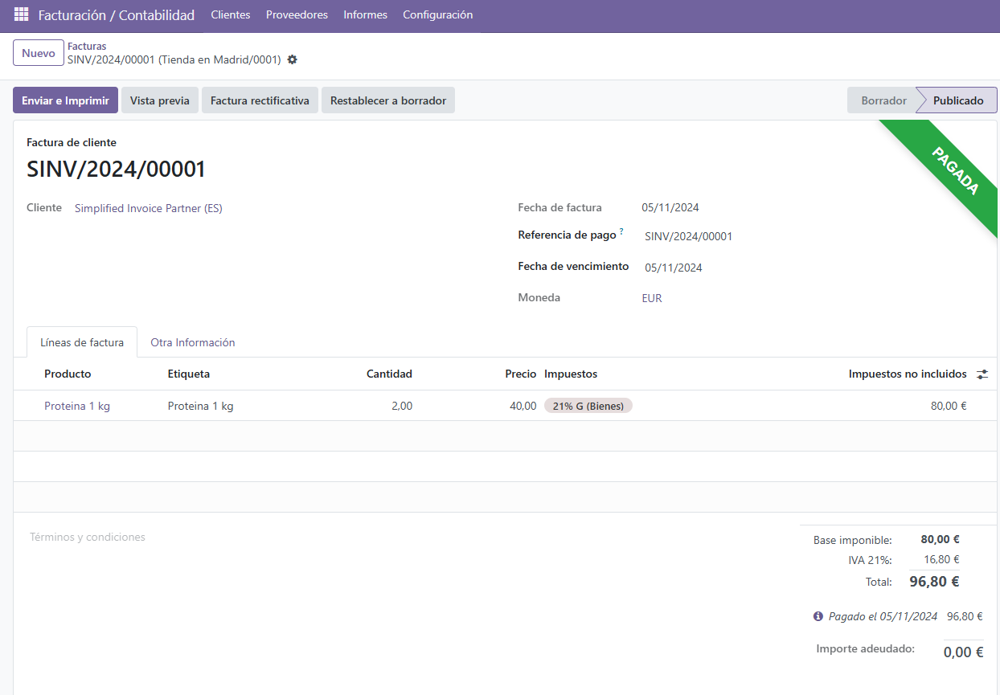 Facturación / Contabilidad Clientes Proveedores Informes Configuración
Nuevo
Facturas
SINV/2024/00001 (Tienda en Madrid/0001)
Enviar e Imprimir Vista previa Factura rectificativa Restablecer a borrador Borrador Publicado
PAGADA
Factura de cliente
SINV/2024/00001
Cliente Simplified Invoice Partner (ES)
Fecha de factura 05/11/2024
Referencia de pago ? SINV/2024/00001
Fecha de vencimiento 05/11/2024
Moneda EUR
Líneas de factura Otra Información
Producto Etiqueta Cantidad Precio Impuestos Impuestos no incluidos
Proteina 1 kg Proteina 1 kg 2,00 40,00 21% G (Bienes) 80,00 €
Términos y condiciones
Base imponible: 80,00 €
IVA 21%: 16,80 €
Total: 96,80 €
Pagado el 05/11/2024 96,80 €
Importe adeudado: 0,00 €